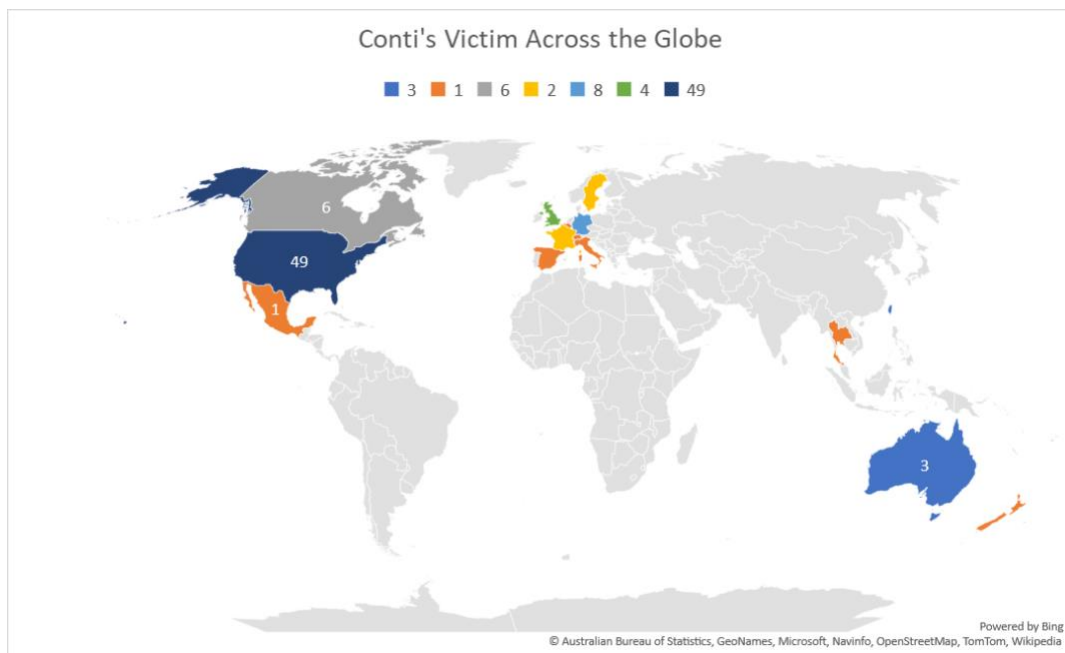 Conti's Victim Across the Globe
3 1 6 2 8 4 49
6
49
1
3
Powered by Bing
© Australian Bureau of Statistics, GeoNames, Microsoft, Navinfo, OpenStreetMap, TomTom, Wikipedia